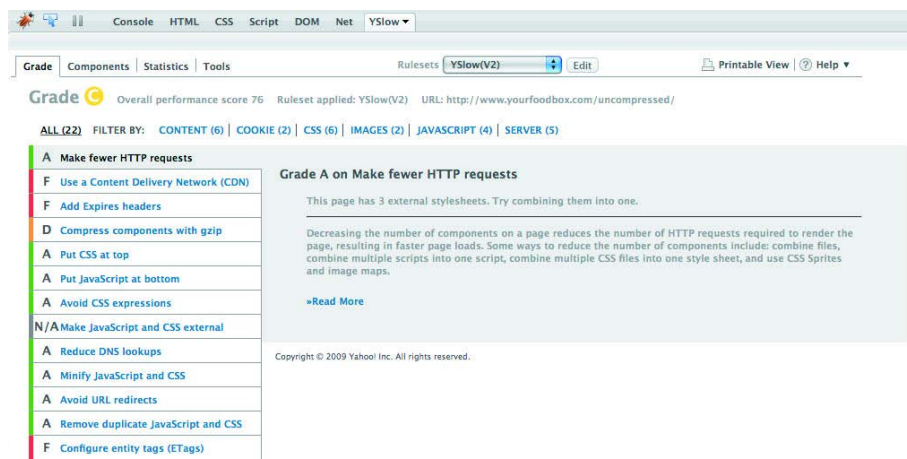 Console HTML CSS Script DOM Net YSlow
Grade Components Statistics Tools Rulesets YSlow(V2) Edit Printable View ? Help
Grade C Overall performance score 76 Ruleset applied: YSlow(V2) URL: http://www.yourfoodbox.com/uncompressed/
ALL (22) FILTER BY: CONTENT (6) | COOKIE (2) | CSS (6) | IMAGES (2) | JAVASCRIPT (4) | SERVER (5)
A Make fewer HTTP requests
F Use a Content Delivery Network (CDN)
F Add Expires headers
D Compress components with gzip
A Put CSS at top
A Put JavaScript at bottom
A Avoid CSS expressions
N/A Make JavaScript and CSS external
A Reduce DNS lookups
A Minify JavaScript and CSS
A Avoid URL redirects
A Remove duplicate JavaScript and CSS
F Configure entity tags (ETags)
Grade A on Make fewer HTTP requests
This page has 3 external stylesheets. Try combining them into one.
Decreasing the number of components on a page reduces the number of HTTP requests required to render the
page, resulting in faster page loads. Some ways to reduce the number of components include: combine files,
combine multiple scripts into one script, combine multiple CSS files into one style sheet, and use CSS Sprites
and image maps.
»Read More
Copyright © 2009 Yahoo! Inc. All rights reserved.